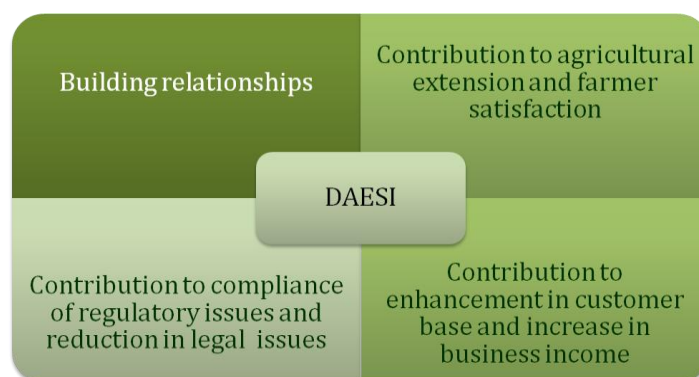 Building relationships
Contribution to agricultural
extension and farmer
satisfaction
DAESI
Contribution to compliance
of regulatory issues and
reduction in legal issues
Contribution to
enhancement in customer
base and increase in
business income